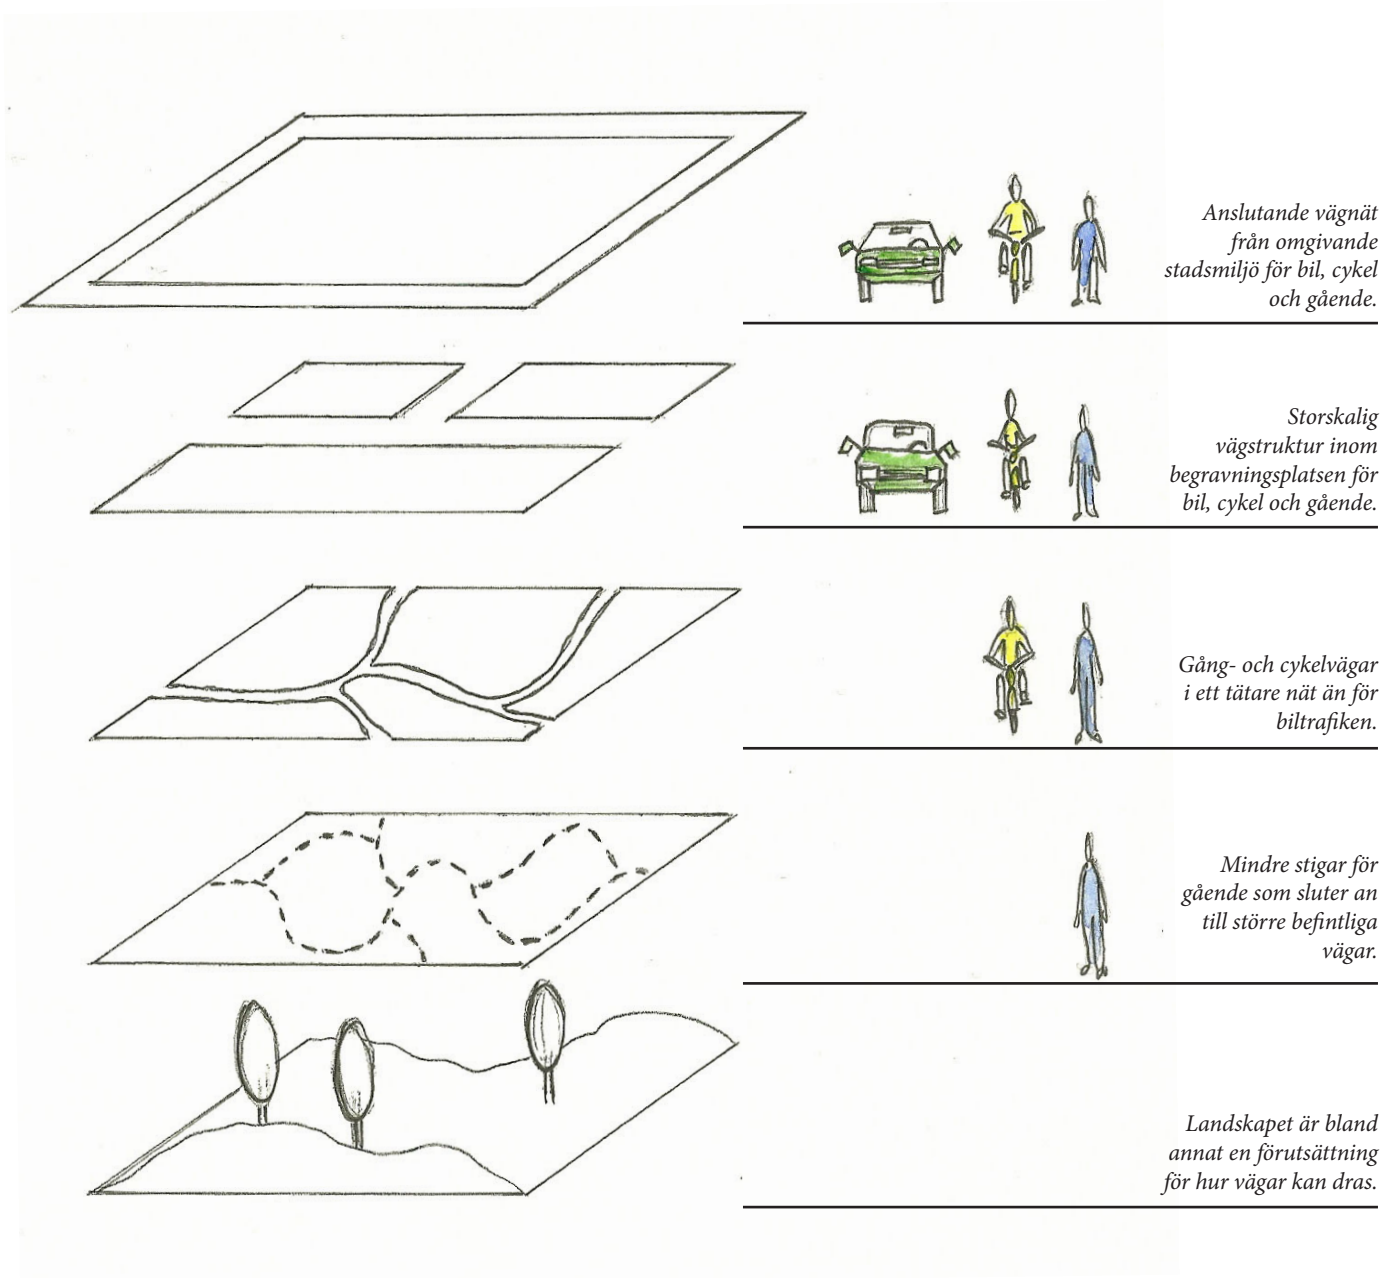 Anslutande vägnät
från omgivande
stadsmiljö för bil, cykel
och gående.
Storskalig
vägstruktur inom
begravningsplatsen för
bil, cykel och gående.
Gång- och cykelvägar
i ett tätare nät än för
biltrafiken.
Mindre stigar för
gående som sluter an
till större befintliga
vägar.
Landskapet är bland
annat en förutsättning
för hur vägar kan dras.